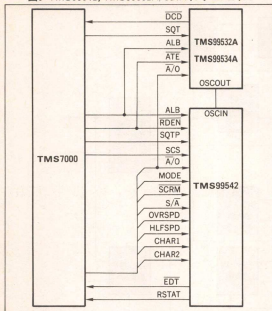 DCD
SQT
ALB
ATE
A/O
TMS99532A
TMS99534A
OSCOUT
OSCIN
ALB
RDEN
SQTP
SCS
A/O
MODE
SCRM
S/A
OVRSPD
HLFSPD
CHAR1
CHAR2
EDT
RSTAT
TMS7000
TMS99542